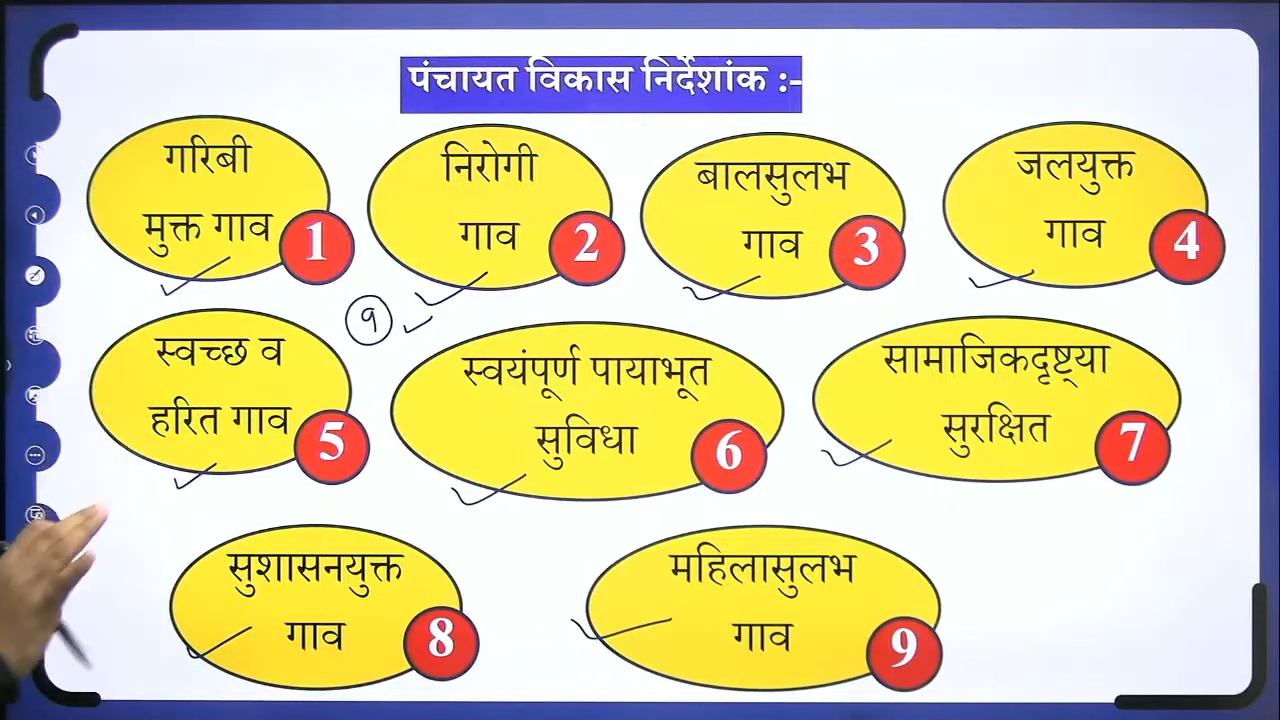 पंचायत विकास निर्देशांक :-
गरिबी
मुक्त गाव
1
निरोगी
गाव
2
बालसुलभ
गाव
3
जलयुक्त
गाव
4
9
स्वच्छ व
हरित गाव
5
स्वयंपूर्ण पायाभूत
सुविधा
6
सामाजिकदृष्ट्या
सुरक्षित
7
सुशासनयुक्त
गाव
8
महिलासुलभ
गाव
9